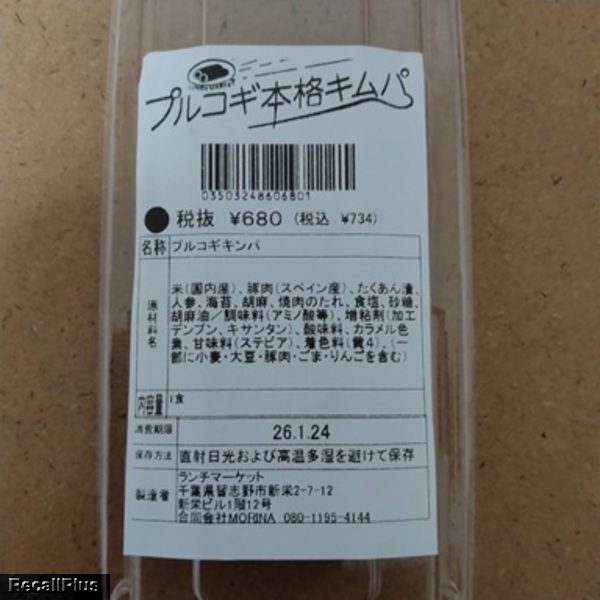 プルコギ本格キムパ
03503248606801
税抜 ¥680 (税込 ¥734)
名称 プルコギキンパ
原材料名
米(国内産)、豚肉(スペイン産)、たくあん漬、
人参、海苔、胡麻、焼肉のたれ、食塩、砂糖、
胡麻油/調味料(アミノ酸等)、増粘剤(加工
デンプン、キサンタン)、酸味料、カラメル色
素、甘味料(ステビア)、着色料(黄4)、(一
部に小麦・大豆・豚肉・ごま・りんごを含む)
内容量 1食
消費期限 26.1.24
保存方法 直射日光および高温多湿を避けて保存
製造者
ランチマーケット
千葉県習志野市新栄2-7-12
新栄ビル1階12号
合同会社MORINA 080-1195-4144
RecallPlus